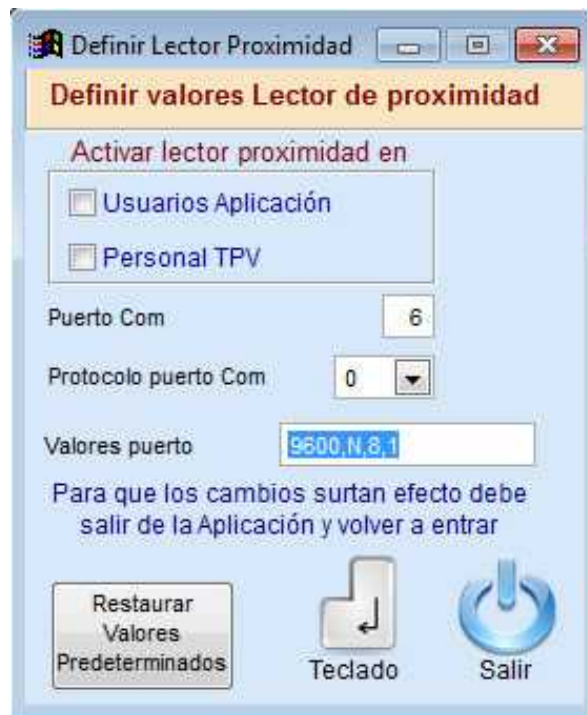 Definir Lector Proximidad
Definir valores Lector de proximidad
Activar lector proximidad en
Usuarios Aplicación
Personal TPV
Puerto Com 6
Protocolo puerto Com 0
Valores puerto 9600,N,8,1
Para que los cambios surtan efecto debe
salir de la Aplicación y volver a entrar
Restaurar
Valores
Predeterminados
Teclado
Salir